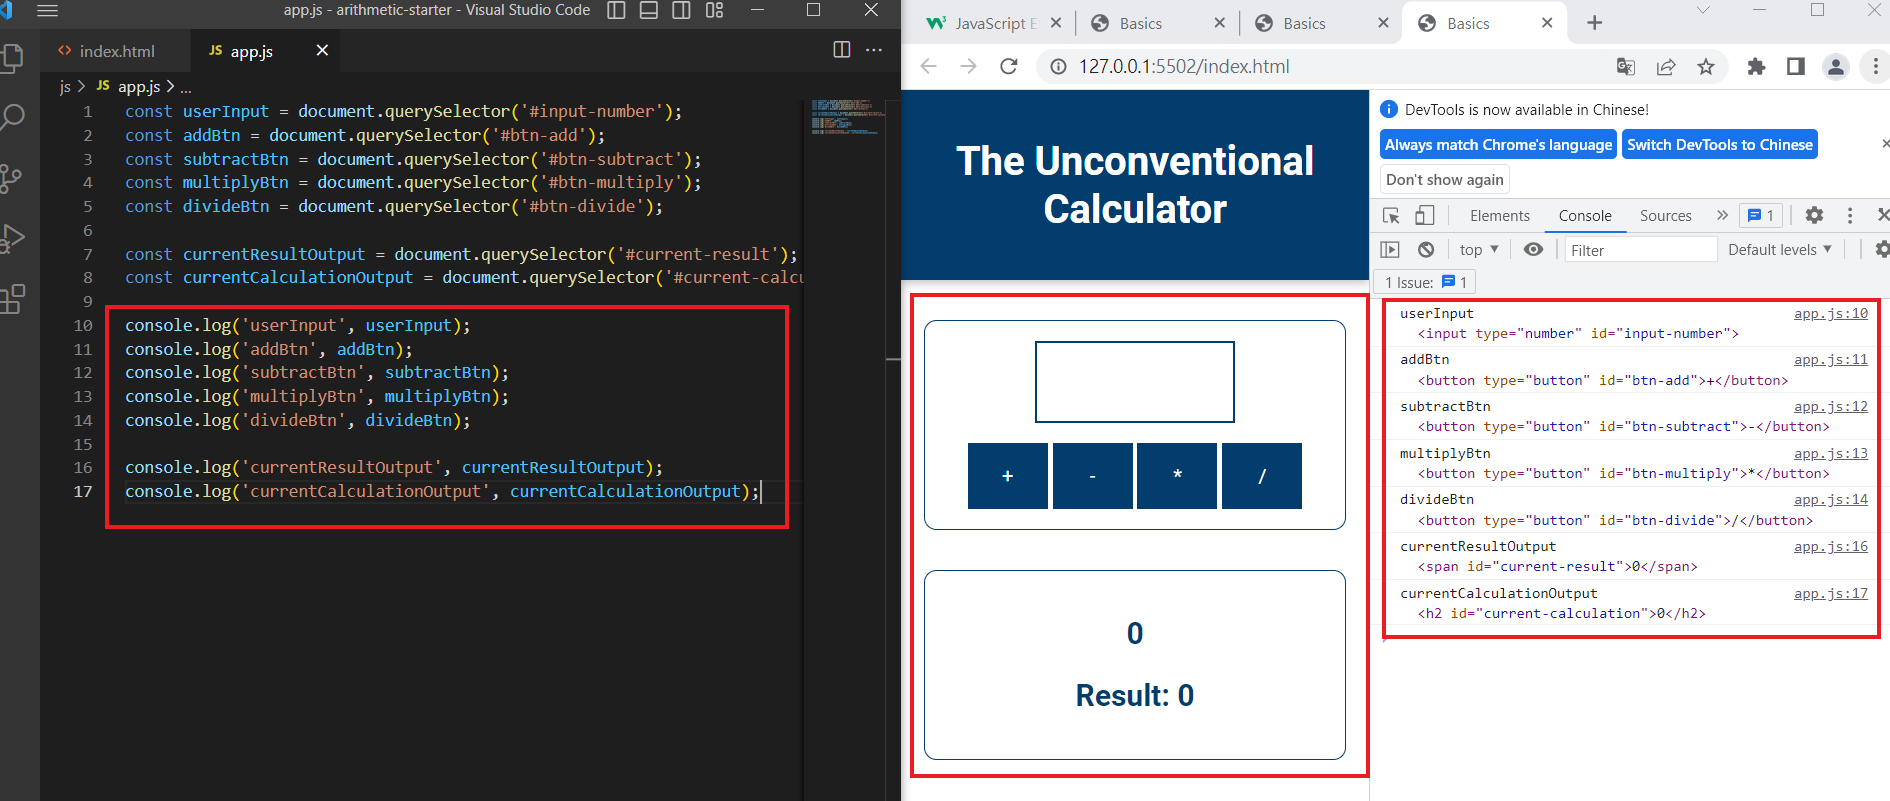 app.js - arithmetic-starter - Visual Studio Code
index.html
JS app.js
js > JS app.js > ...
1 const userInput = document.querySelector('#input-number');
2 const addBtn = document.querySelector('#btn-add');
3 const subtractBtn = document.querySelector('#btn-subtract');
4 const multiplyBtn = document.querySelector('#btn-multiply');
5 const divideBtn = document.querySelector('#btn-divide');
6
7 const currentResultOutput = document.querySelector('#current-result');
8 const currentCalculationOutput = document.querySelector('#current-calcu
9
10 console.log('userInput', userInput);
11 console.log('addBtn', addBtn);
12 console.log('subtractBtn', subtractBtn);
13 console.log('multiplyBtn', multiplyBtn);
14 console.log('divideBtn', divideBtn);
15
16 console.log('currentResultOutput', currentResultOutput);
17 console.log('currentCalculationOutput', currentCalculationOutput);
JavaScript E
Basics
Basics
Basics
127.0.0.1:5502/index.html
The Unconventional
Calculator
+ - * /
0
Result: 0
DevTools is now available in Chinese!
Always match Chrome's language
Switch DevTools to Chinese
Don't show again
Elements Console Sources » 1
top Filter Default levels
1 Issue: 1
userInput app.js:10
<input type="number" id="input-number">
addBtn app.js:11
<button type="button" id="btn-add">+</button>
subtractBtn app.js:12
<button type="button" id="btn-subtract">-</button>
multiplyBtn app.js:13
<button type="button" id="btn-multiply">*</button>
divideBtn app.js:14
<button type="button" id="btn-divide">/</button>
currentResultOutput app.js:16
<span id="current-result">0</span>
currentCalculationOutput app.js:17
<h2 id="current-calculation">0</h2>